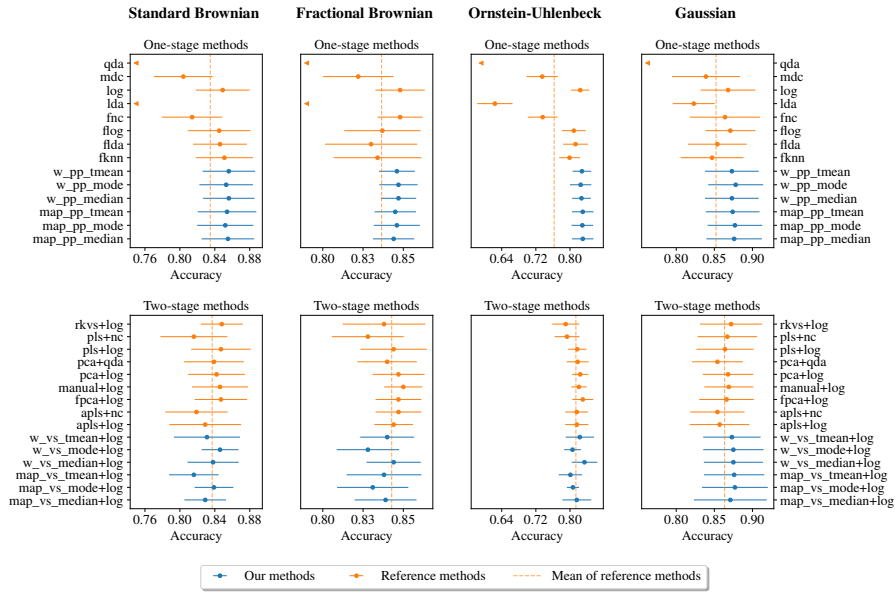 Standard Brownian
Fractional Brownian
Ornstein-Uhlenbeck
Gaussian
One-stage methods
One-stage methods
One-stage methods
One-stage methods
qda
mdc
log
lda
fnc
flog
flda
fknn
w_pp_tmean
w_pp_mode
w_pp_median
map_pp_tmean
map_pp_mode
map_pp_median
qda
mdc
log
lda
fnc
flog
flda
fknn
w_pp_tmean
w_pp_mode
w_pp_median
map_pp_tmean
map_pp_mode
map_pp_median
0.76 0.80 0.84 0.88
0.80 0.85
0.64 0.72 0.80
0.80 0.90
Accuracy
Accuracy
Accuracy
Accuracy
Two-stage methods
Two-stage methods
Two-stage methods
Two-stage methods
rkvs+log
pls+nc
pls+log
pca+qda
pca+log
manual+log
fpca+log
apls+nc
apls+log
w_vs_tmean+log
w_vs_mode+log
w_vs_median+log
map_vs_tmean+log
map_vs_mode+log
map_vs_median+log
rkvs+log
pls+nc
pls+log
pca+qda
pca+log
manual+log
fpca+log
apls+nc
apls+log
w_vs_tmean+log
w_vs_mode+log
w_vs_median+log
map_vs_tmean+log
map_vs_mode+log
map_vs_median+log
0.76 0.80 0.84 0.88
0.80 0.85
0.64 0.72 0.80
0.80 0.90
Accuracy
Accuracy
Accuracy
Accuracy
Our methods
Reference methods
Mean of reference methods